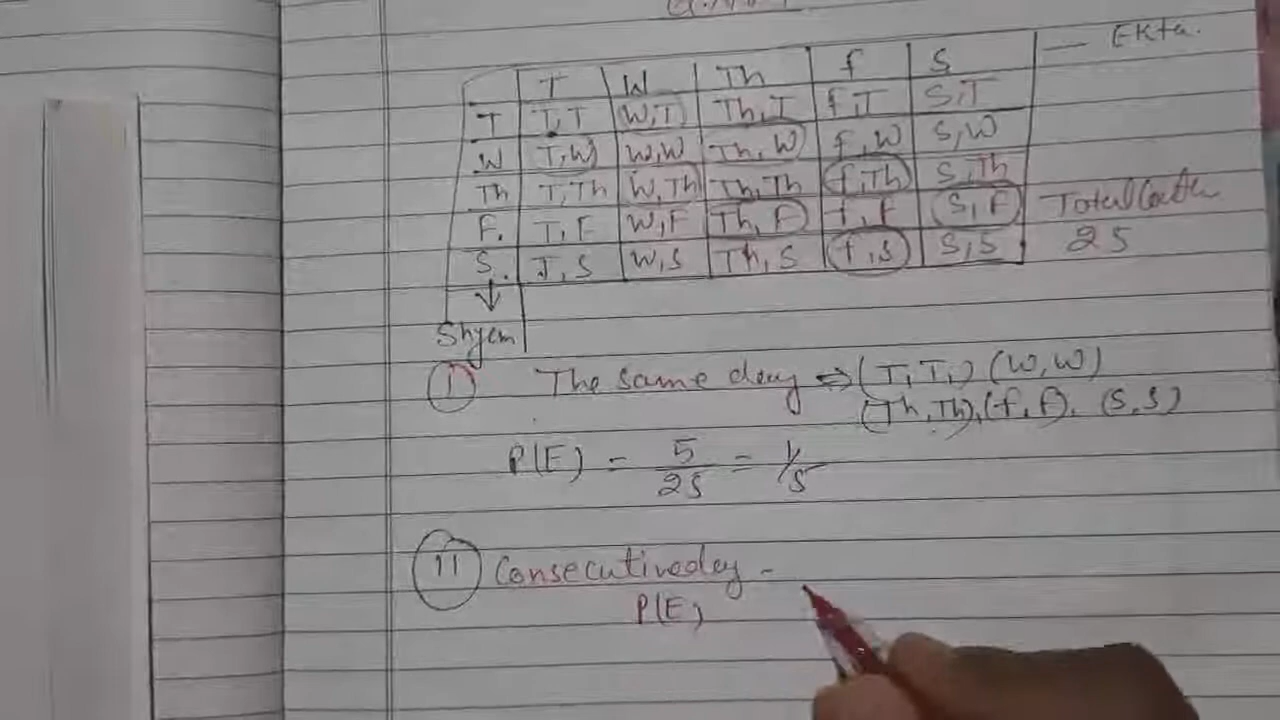 — Ekta.
T W Th f S
T T,T W,T Th,T f,T S,T
W T,W W,W Th,W f,W S,W
Th T,Th W,Th Th,Th f,Th S,Th
F. T,F W,F Th,F f,F S,F Total
S. T,S W,S Th,S f,S S,S 25
↓
Shyam
I The same day ⇒ (T,T,) (W,W)
(Th,Th),(f,f). (S,S)
P(E) = 5/25 = 1/5
II Consecutive day -
P(E)